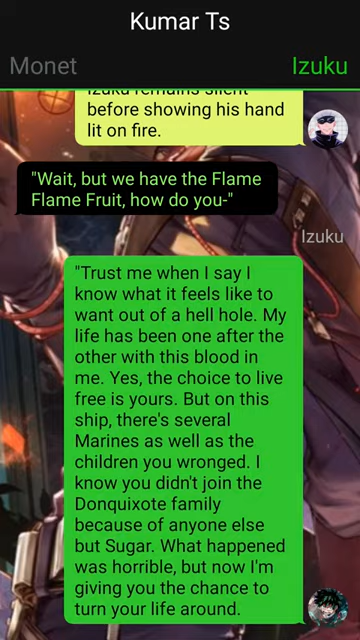 Kumar Ts
Monet
Izuku
Izuku remains silent
before showing his hand
lit on fire.
"Wait, but we have the Flame
Flame Fruit, how do you-"
Izuku
"Trust me when I say I
know what it feels like to
want out of a hell hole. My
life has been one after the
other with this blood in
me. Yes, the choice to live
free is yours. But on this
ship, there's several
Marines as well as the
children you wronged. I
know you didn't join the
Donquixote family
because of anyone else
but Sugar. What happened
was horrible, but now I'm
giving you the chance to
turn your life around.